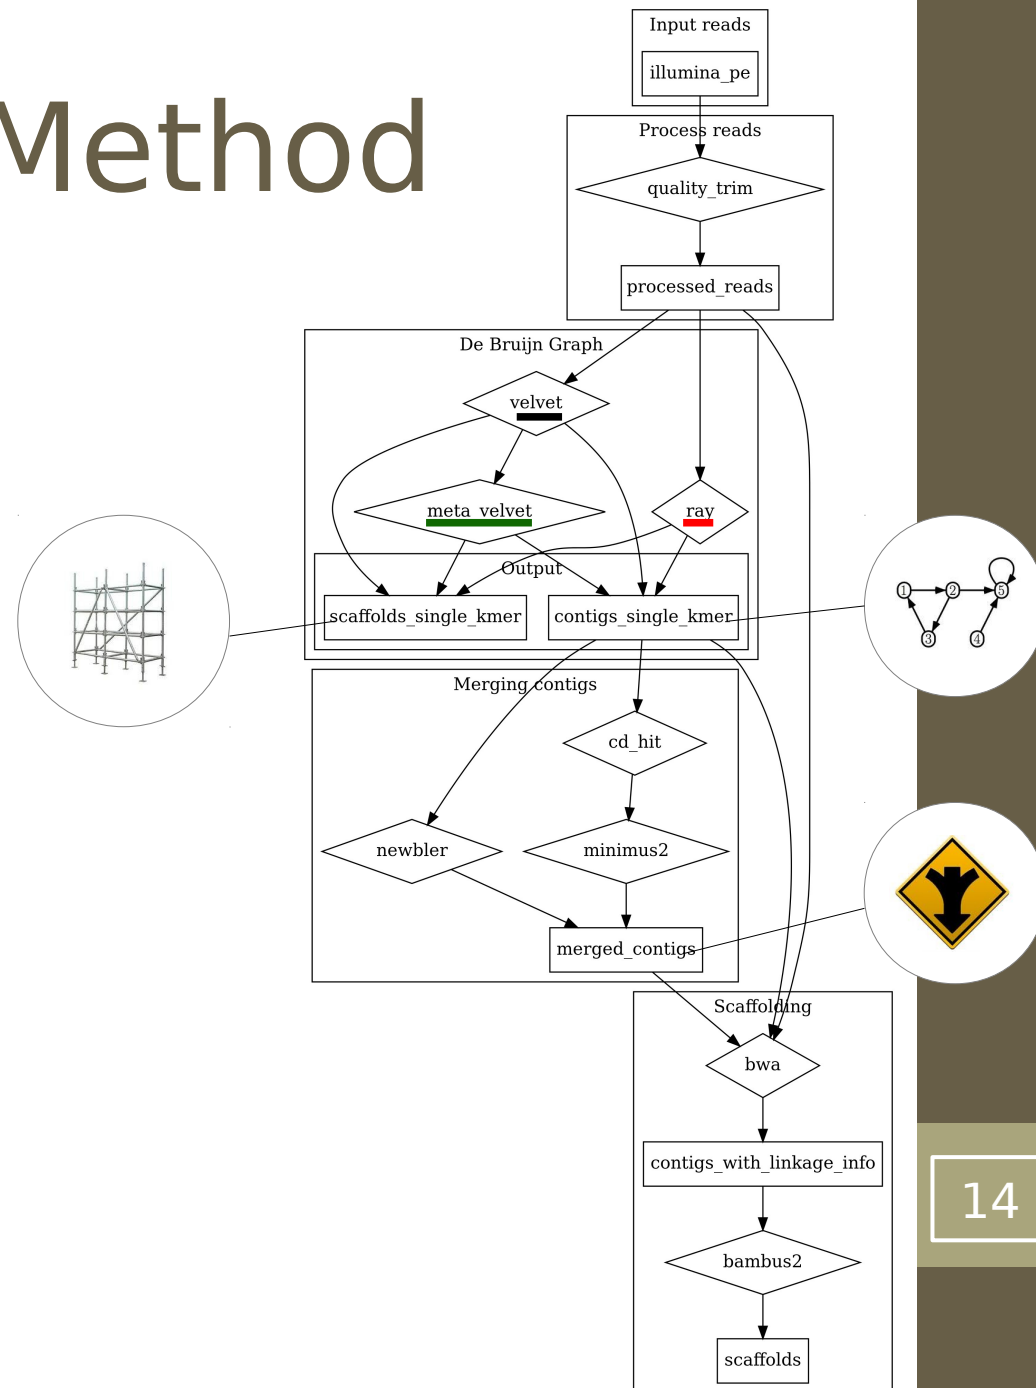 Method
Input reads
illumina_pe
Process reads
quality_trim
processed_reads
De Bruijn Graph
velvet
meta_velvet
ray
Output
scaffolds_single_kmer
contigs_single_kmer
1 2 5
3 4
Merging contigs
cd_hit
newbler
minimus2
merged_contigs
Scaffolding
bwa
contigs_with_linkage_info
14
bambus2
scaffolds